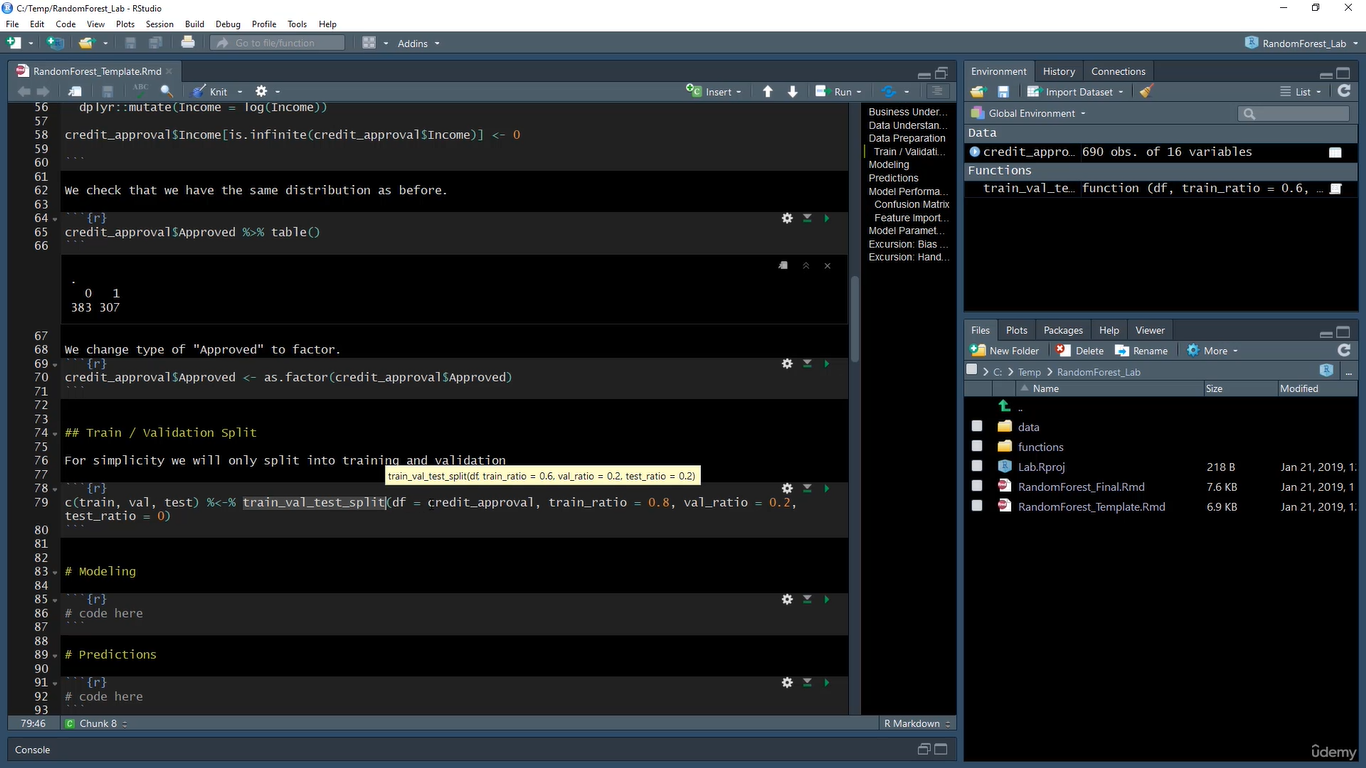 C:/Temp/RandomForest_Lab - RStudio
File Edit Code View Plots Session Build Debug Profile Tools Help
Go to file/function Addins RandomForest_Lab
RandomForest_Template.Rmd
ABC Knit Insert Run
56 dplyr::mutate(Income = log(Income))
57
58 credit_approval$Income[is.infinite(credit_approval$Income)] <- 0
59
60 ```
61
62 We check that we have the same distribution as before.
63
64 ```{r}
65 credit_approval$Approved %>% table()
66 ```
.
0 1
383 307
67
68 We change type of "Approved" to factor.
69 ```{r}
70 credit_approval$Approved <- as.factor(credit_approval$Approved)
71 ```
72
73
74 ## Train / Validation Split
75
76 For simplicity we will only split into training and validation
77
train_val_test_split(df, train_ratio = 0.6, val_ratio = 0.2, test_ratio = 0.2)
78 ```{r}
79 c(train, val, test) %<-% train_val_test_split(df = credit_approval, train_ratio = 0.8, val_ratio = 0.2,
test_ratio = 0)
80 ```
81
82
83 # Modeling
84
85 ```{r}
86 # code here
87 ```
88
89 # Predictions
90
91 ```{r}
92 # code here
93 ```
79:46 Chunk 8 R Markdown
Console
Business Under...
Data Understan...
Data Preparation
Train / Validati...
Modeling
Predictions
Model Performa...
Confusion Matrix
Feature Import...
Model Paramet...
Excursion: Bias ...
Excursion: Hand...
Environment History Connections
Import Dataset List
Global Environment
Data
credit_appro... 690 obs. of 16 variables
Functions
train_val_te... function (df, train_ratio = 0.6, ...
Files Plots Packages Help Viewer
New Folder Delete Rename More
C: Temp RandomForest_Lab ...
Name Size Modified
..
data
functions
Lab.Rproj 218 B Jan 21, 2019, 1.
RandomForest_Final.Rmd 7.6 KB Jan 21, 2019, 1
RandomForest_Template.Rmd 6.9 KB Jan 21, 2019, 1.
udemy